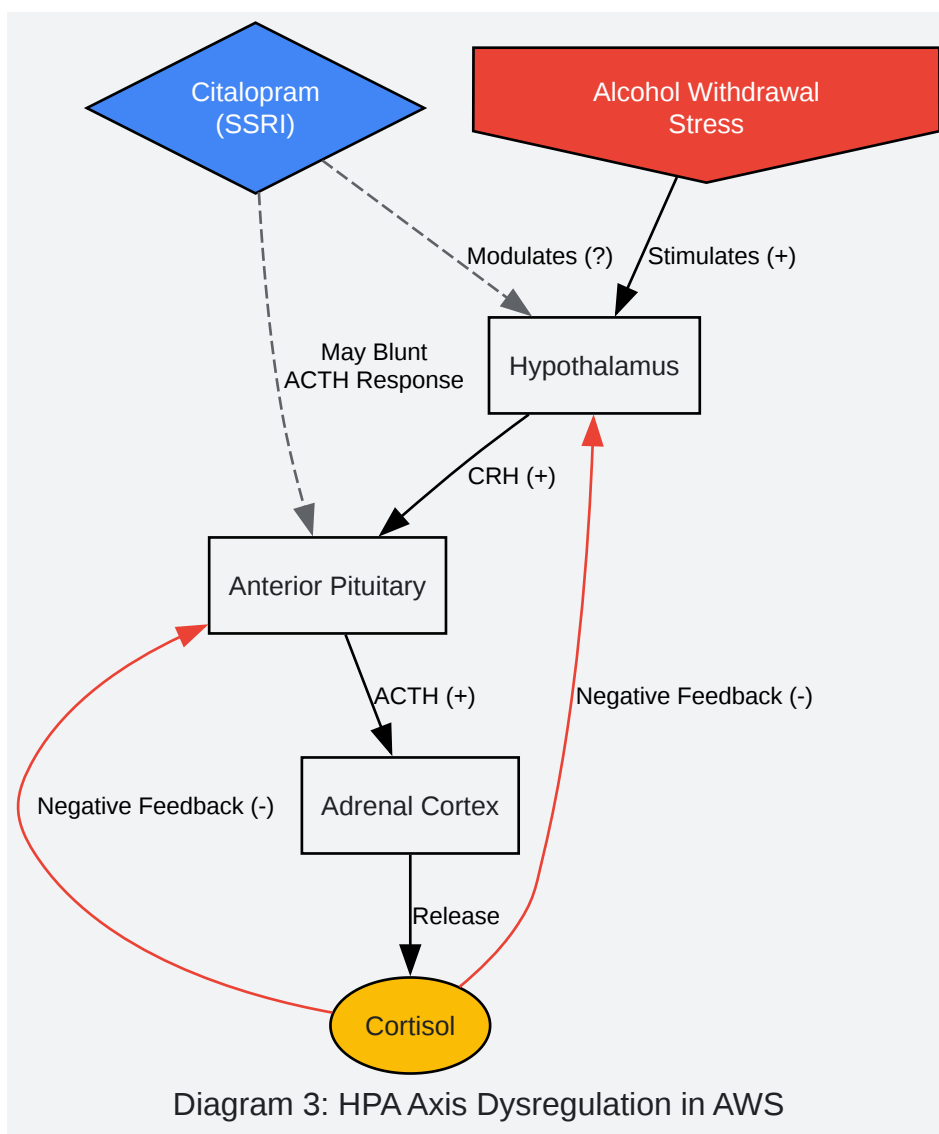 Citalopram
(SSRI)
Alcohol Withdrawal
Stress
Modulates (?)
Stimulates (+)
May Blunt
ACTH Response
Hypothalamus
CRH (+)
Anterior Pituitary
ACTH (+)
Negative Feedback (-)
Negative Feedback (-)
Adrenal Cortex
Release
Cortisol
Diagram 3: HPA Axis Dysregulation in AWS